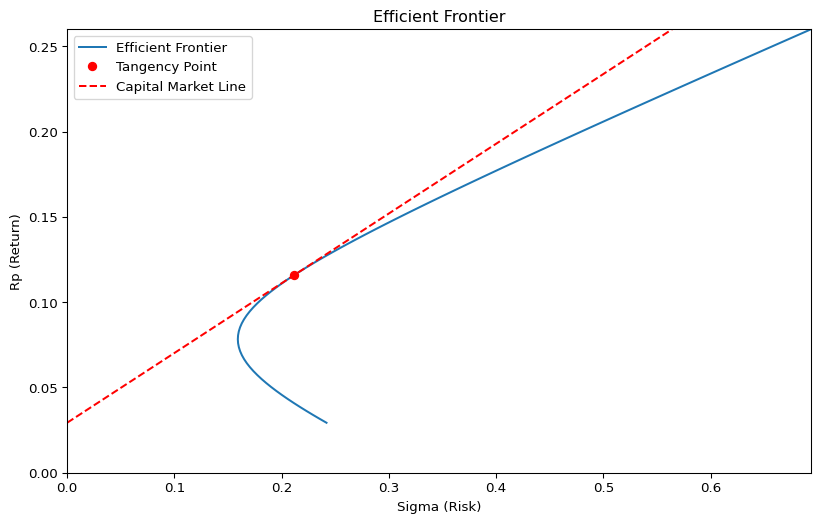 Efficient Frontier
Efficient Frontier
Tangency Point
Capital Market Line
0.25
0.20
0.15
0.10
0.05
0.00
Rp (Return)
0.0 0.1 0.2 0.3 0.4 0.5 0.6
Sigma (Risk)